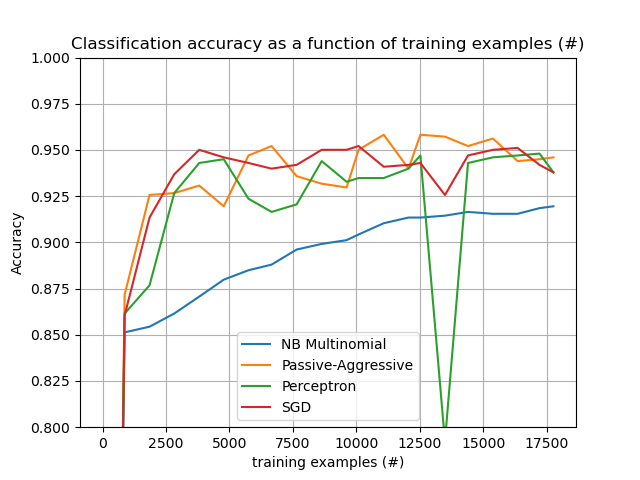 Classification accuracy as a function of training examples (#)
1.000
0.975
0.950
0.925
0.900
0.875
0.850
0.825
0.800
Accuracy
NB Multinomial
Passive-Aggressive
Perceptron
SGD
0 2500 5000 7500 10000 12500 15000 17500
training examples (#)